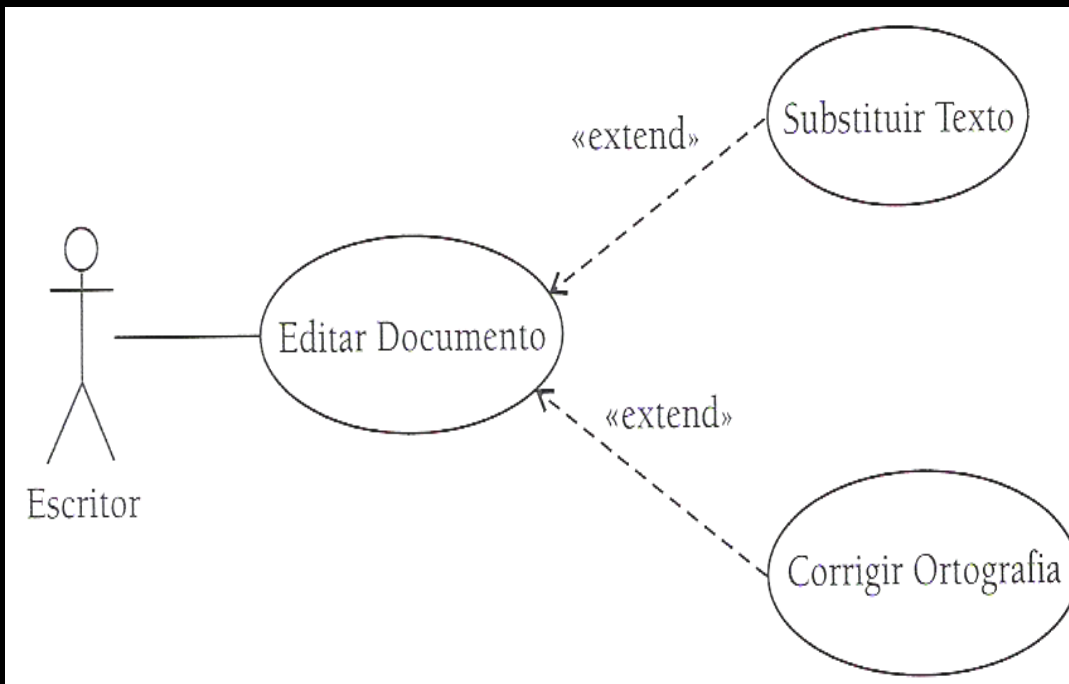 Substituir Texto
«extend»
Editar Documento
«extend»
Escritor
Corrigir Ortografia